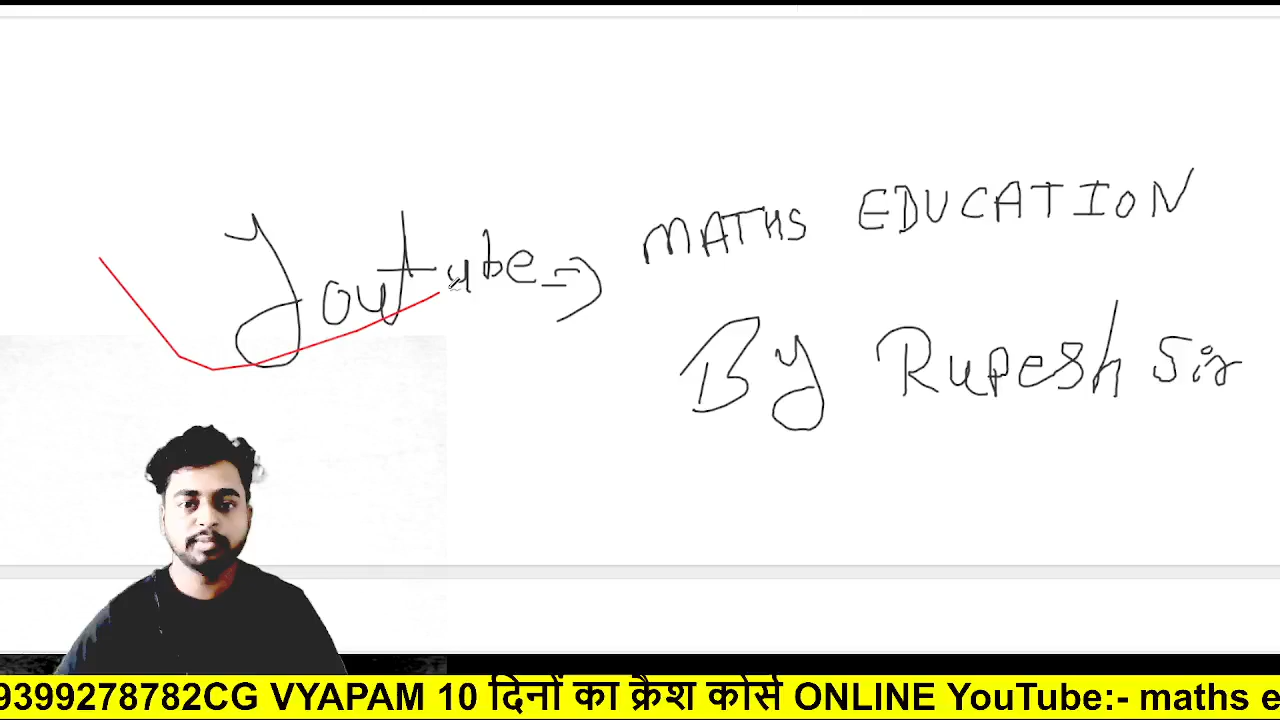 Youtube => MATHS EDUCATION
By Rupesh Sir
9399278782CG VYAPAM 10 दिनों का क्रैश कोर्स ONLINE YouTube:- maths e